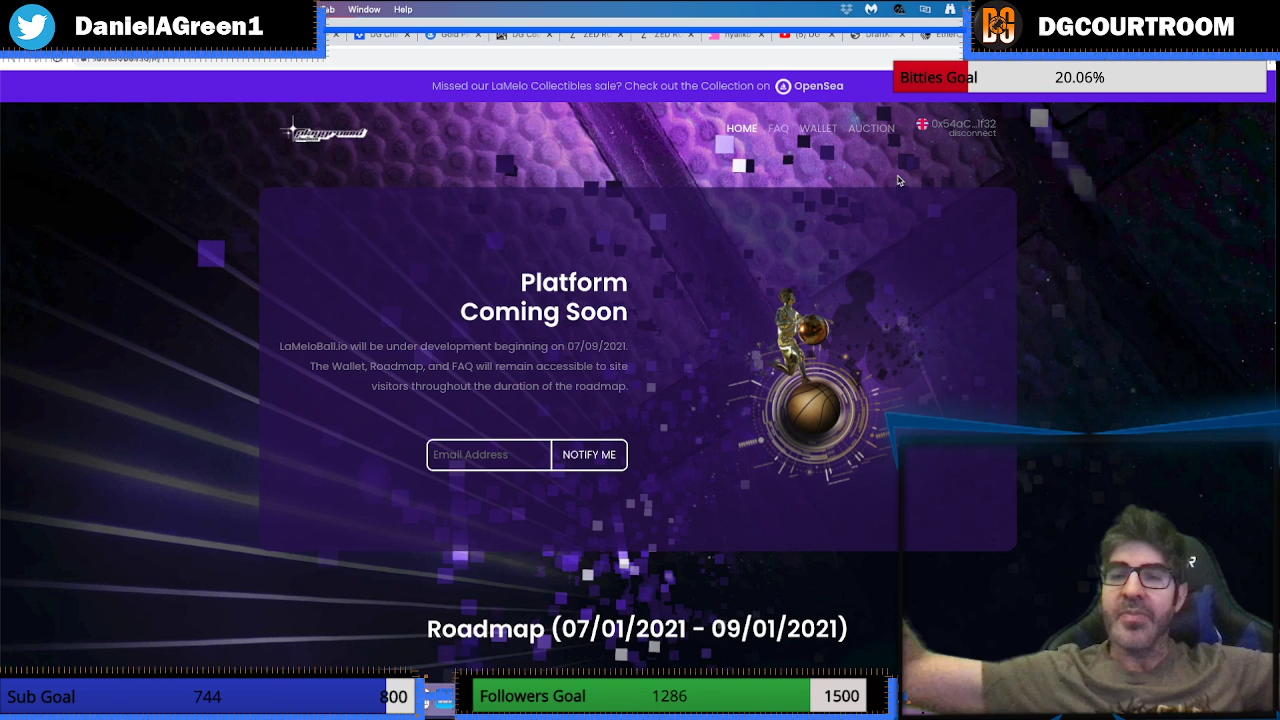 DanielAGreen1
Window Help
DGCOURTROOM
Bitties Goal 20.06%
Missed our LaMelo Collectibles sale? Check out the Collection on OpenSea
playground
HOME FAQ WALLET AUCTION
0x54aC...1f32
disconnect
Platform
Coming Soon
LaMeloBall.io will be under development beginning on 07/09/2021.
The Wallet, Roadmap, and FAQ will remain accessible to site
visitors throughout the duration of the roadmap.
Email Address NOTIFY ME
Roadmap (07/01/2021 - 09/01/2021)
Sub Goal 744 800
Followers Goal 1286 1500